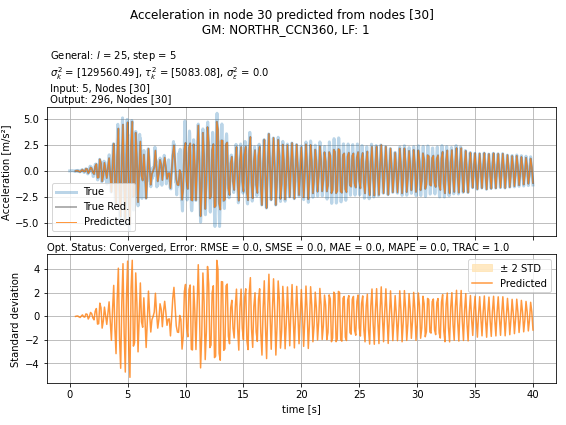 Acceleration in node 30 predicted from nodes [30]
GM: NORTHR_CCN360, LF: 1
General: l = 25, step = 5
σ²ₖ = [129560.49], τ²ₖ = [5083.08], σ²ₑ = 0.0
Input: 5, Nodes [30]
Output: 296, Nodes [30]
Acceleration [m/s²]
5.0
2.5
0.0
−2.5
−5.0
True
True Red.
Predicted
Opt. Status: Converged, Error: RMSE = 0.0, SMSE = 0.0, MAE = 0.0, MAPE = 0.0, TRAC = 1.0
Standard deviation
4
2
0
−2
−4
± 2 STD
Predicted
0 5 10 15 20 25 30 35 40
time [s]